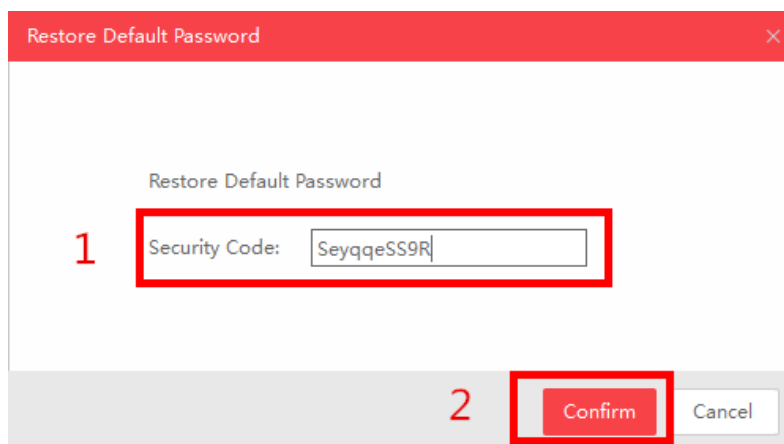 Restore Default Password
Restore Default Password
1 Security Code: SeyqqeSS9R
2 Confirm Cancel